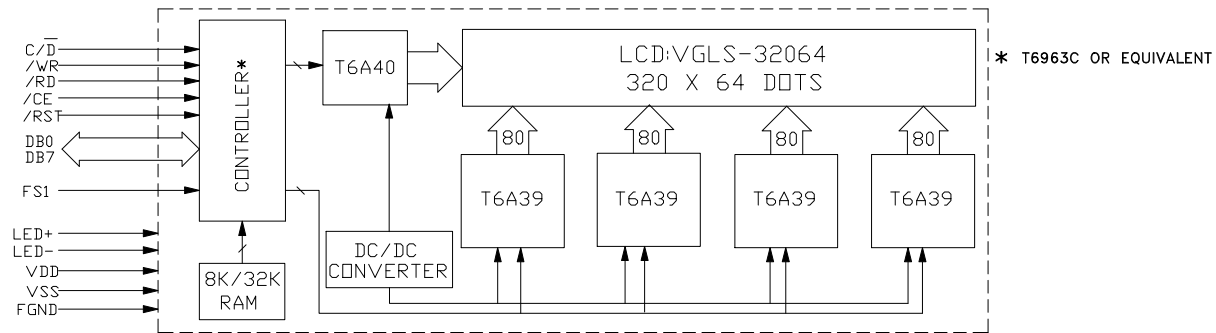 C/D̅
/WR
/RD
/CE
/RST
DB0
DB7
FS1
LED+
LED-
VDD
VSS
FGND
CONTROLLER*
8K/32K
RAM
T6A40
DC/DC
CONVERTER
LCD:VGLS-32064
320 X 64 DOTS
80
80
80
80
T6A39
T6A39
T6A39
T6A39
* T6963C OR EQUIVALENT